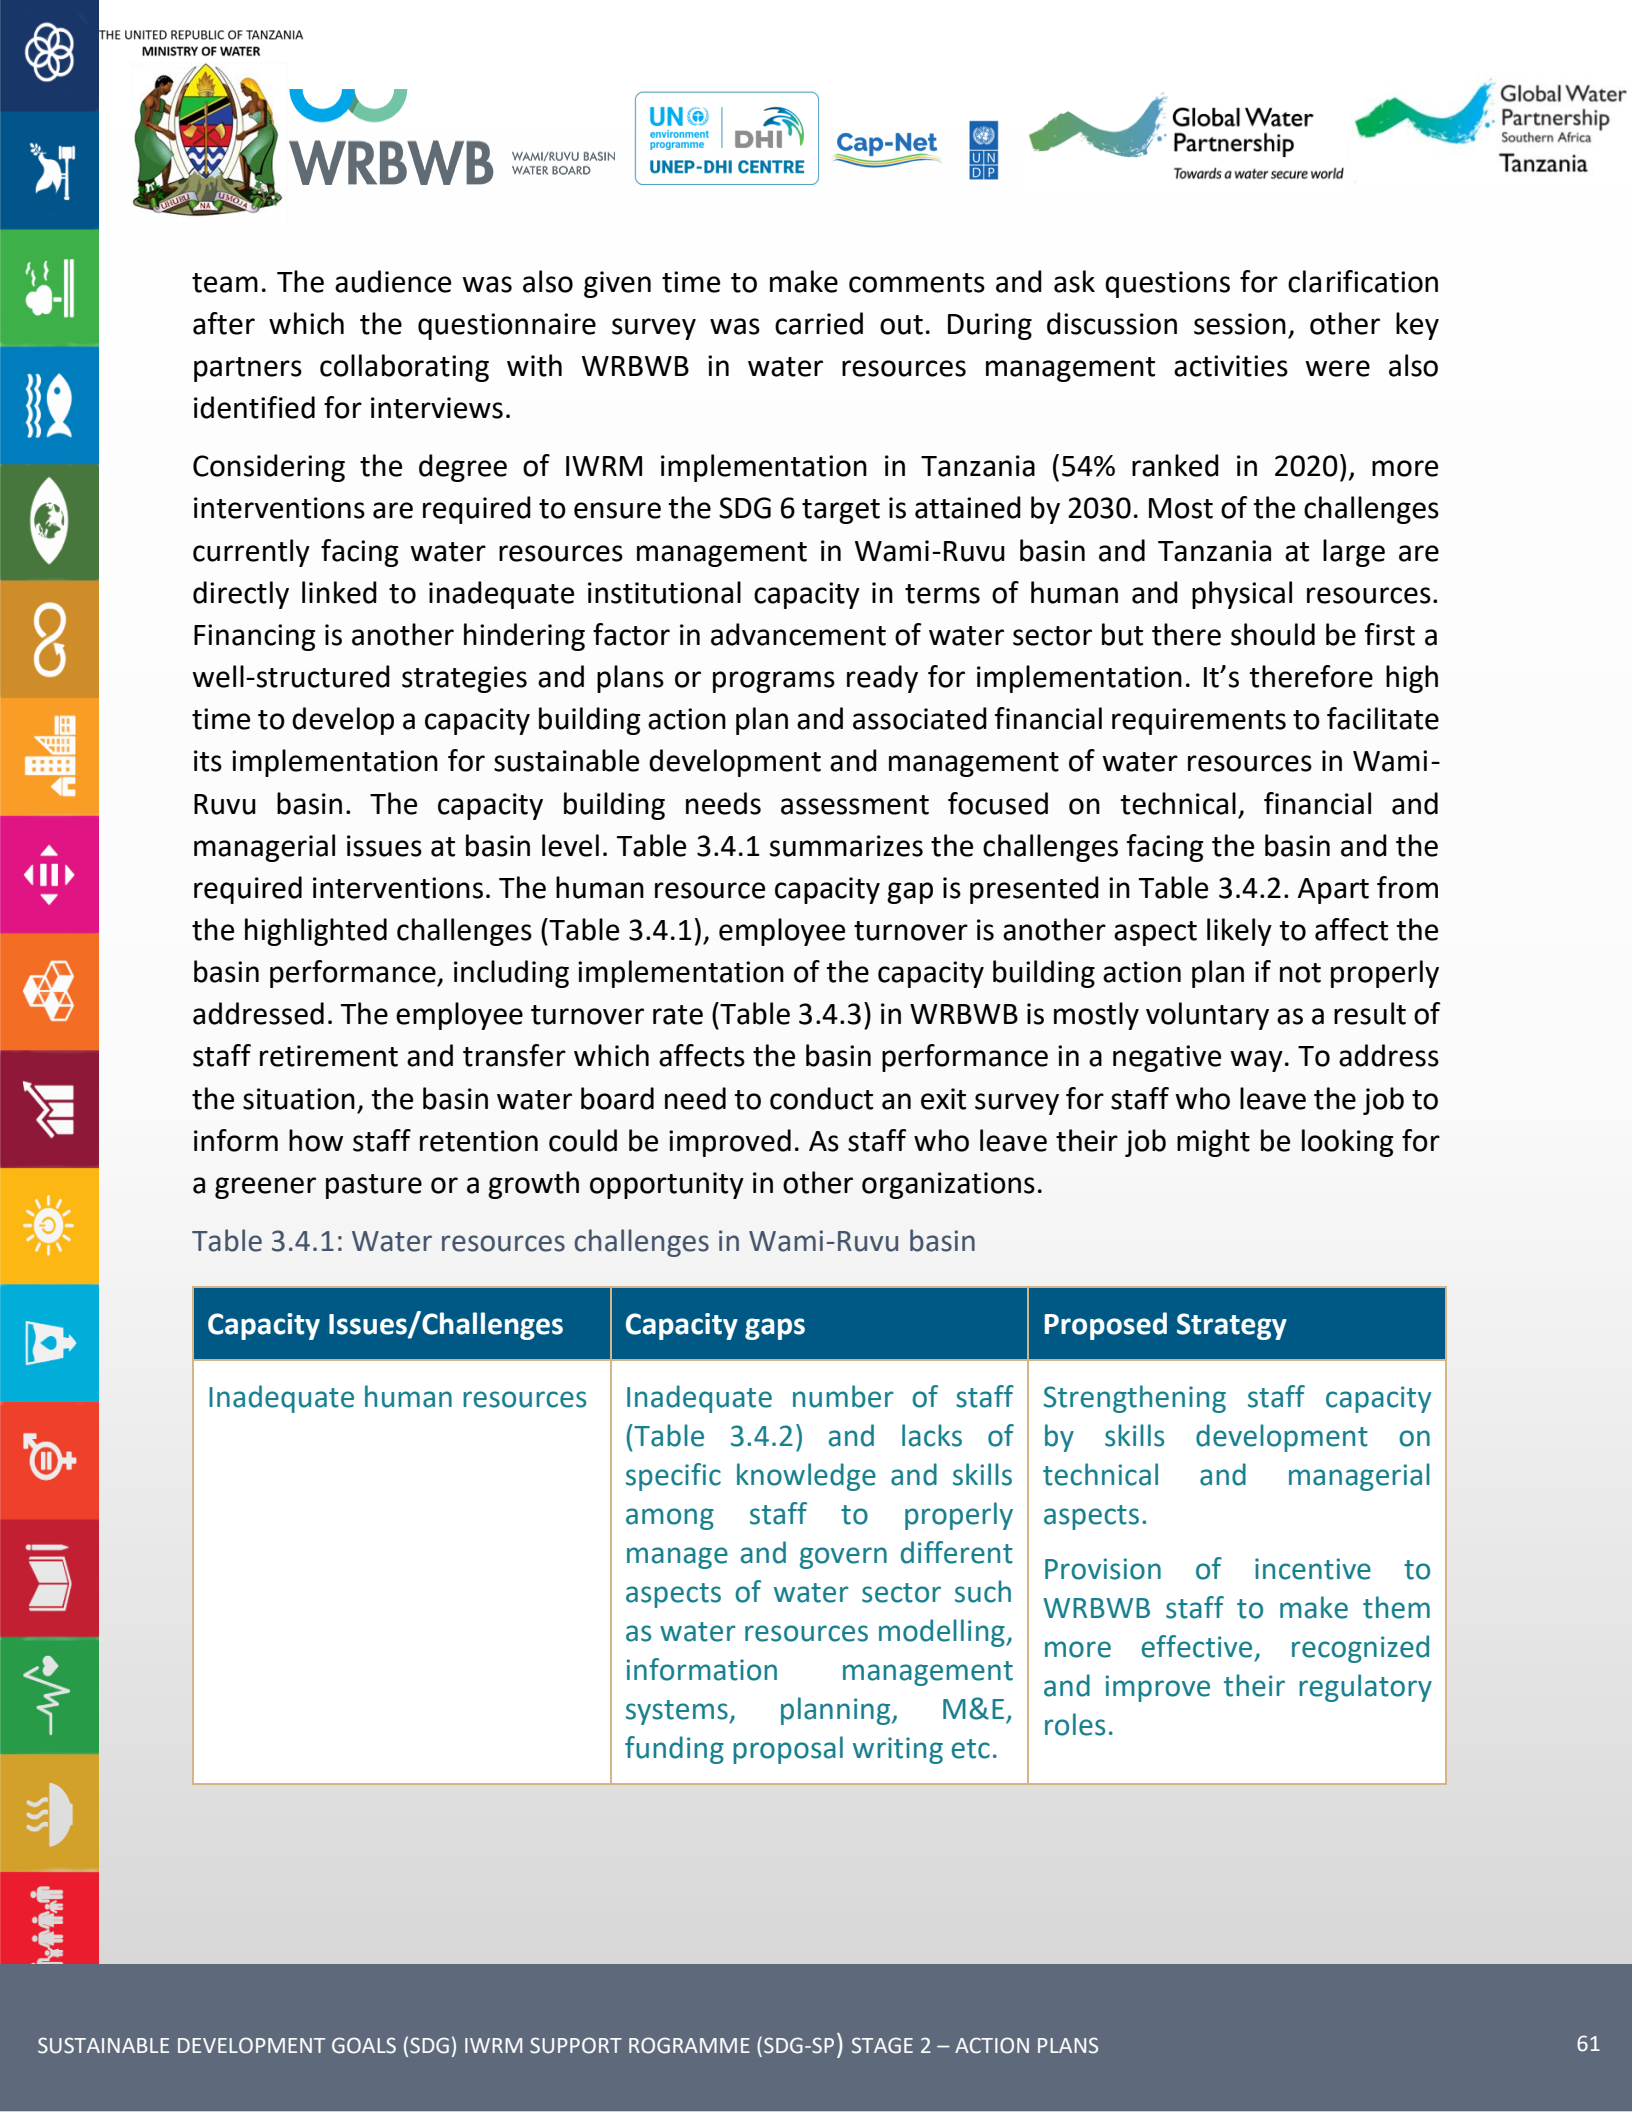 THE UNITED REPUBLIC OF TANZANIA
MINISTRY OF WATER
UHURU NA UMOJA
WRBWB
WAMI/RUVU BASIN
WATER BOARD
UN
environment
programme
DHI
UNEP-DHI CENTRE
Cap-Net
UN
DP
Global Water
Partnership
Towards a water secure world
Global Water
Partnership
Southern Africa
Tanzania
team. The audience was also given time to make comments and ask questions for clarification
after which the questionnaire survey was carried out. During discussion session, other key
partners collaborating with WRBWB in water resources management activities were also
identified for interviews.
Considering the degree of IWRM implementation in Tanzania (54% ranked in 2020), more
interventions are required to ensure the SDG 6 target is attained by 2030. Most of the challenges
currently facing water resources management in Wami-Ruvu basin and Tanzania at large are
directly linked to inadequate institutional capacity in terms of human and physical resources.
Financing is another hindering factor in advancement of water sector but there should be first a
well-structured strategies and plans or programs ready for implementation. It’s therefore high
time to develop a capacity building action plan and associated financial requirements to facilitate
its implementation for sustainable development and management of water resources in Wami-
Ruvu basin. The capacity building needs assessment focused on technical, financial and
managerial issues at basin level. Table 3.4.1 summarizes the challenges facing the basin and the
required interventions. The human resource capacity gap is presented in Table 3.4.2. Apart from
the highlighted challenges (Table 3.4.1), employee turnover is another aspect likely to affect the
basin performance, including implementation of the capacity building action plan if not properly
addressed. The employee turnover rate (Table 3.4.3) in WRBWB is mostly voluntary as a result of
staff retirement and transfer which affects the basin performance in a negative way. To address
the situation, the basin water board need to conduct an exit survey for staff who leave the job to
inform how staff retention could be improved. As staff who leave their job might be looking for
a greener pasture or a growth opportunity in other organizations.
Table 3.4.1: Water resources challenges in Wami-Ruvu basin
Capacity Issues/Challenges
Capacity gaps
Proposed Strategy
Inadequate human resources
Inadequate number of staff
(Table 3.4.2) and lacks of
specific knowledge and skills
among staff to properly
manage and govern different
aspects of water sector such
as water resources modelling,
information management
systems, planning, M&E,
funding proposal writing etc.
Strengthening staff capacity
by skills development on
technical and managerial
aspects.
Provision of incentive to
WRBWB staff to make them
more effective, recognized
and improve their regulatory
roles.
SUSTAINABLE DEVELOPMENT GOALS (SDG) IWRM SUPPORT ROGRAMME (SDG-SP) STAGE 2 – ACTION PLANS
61